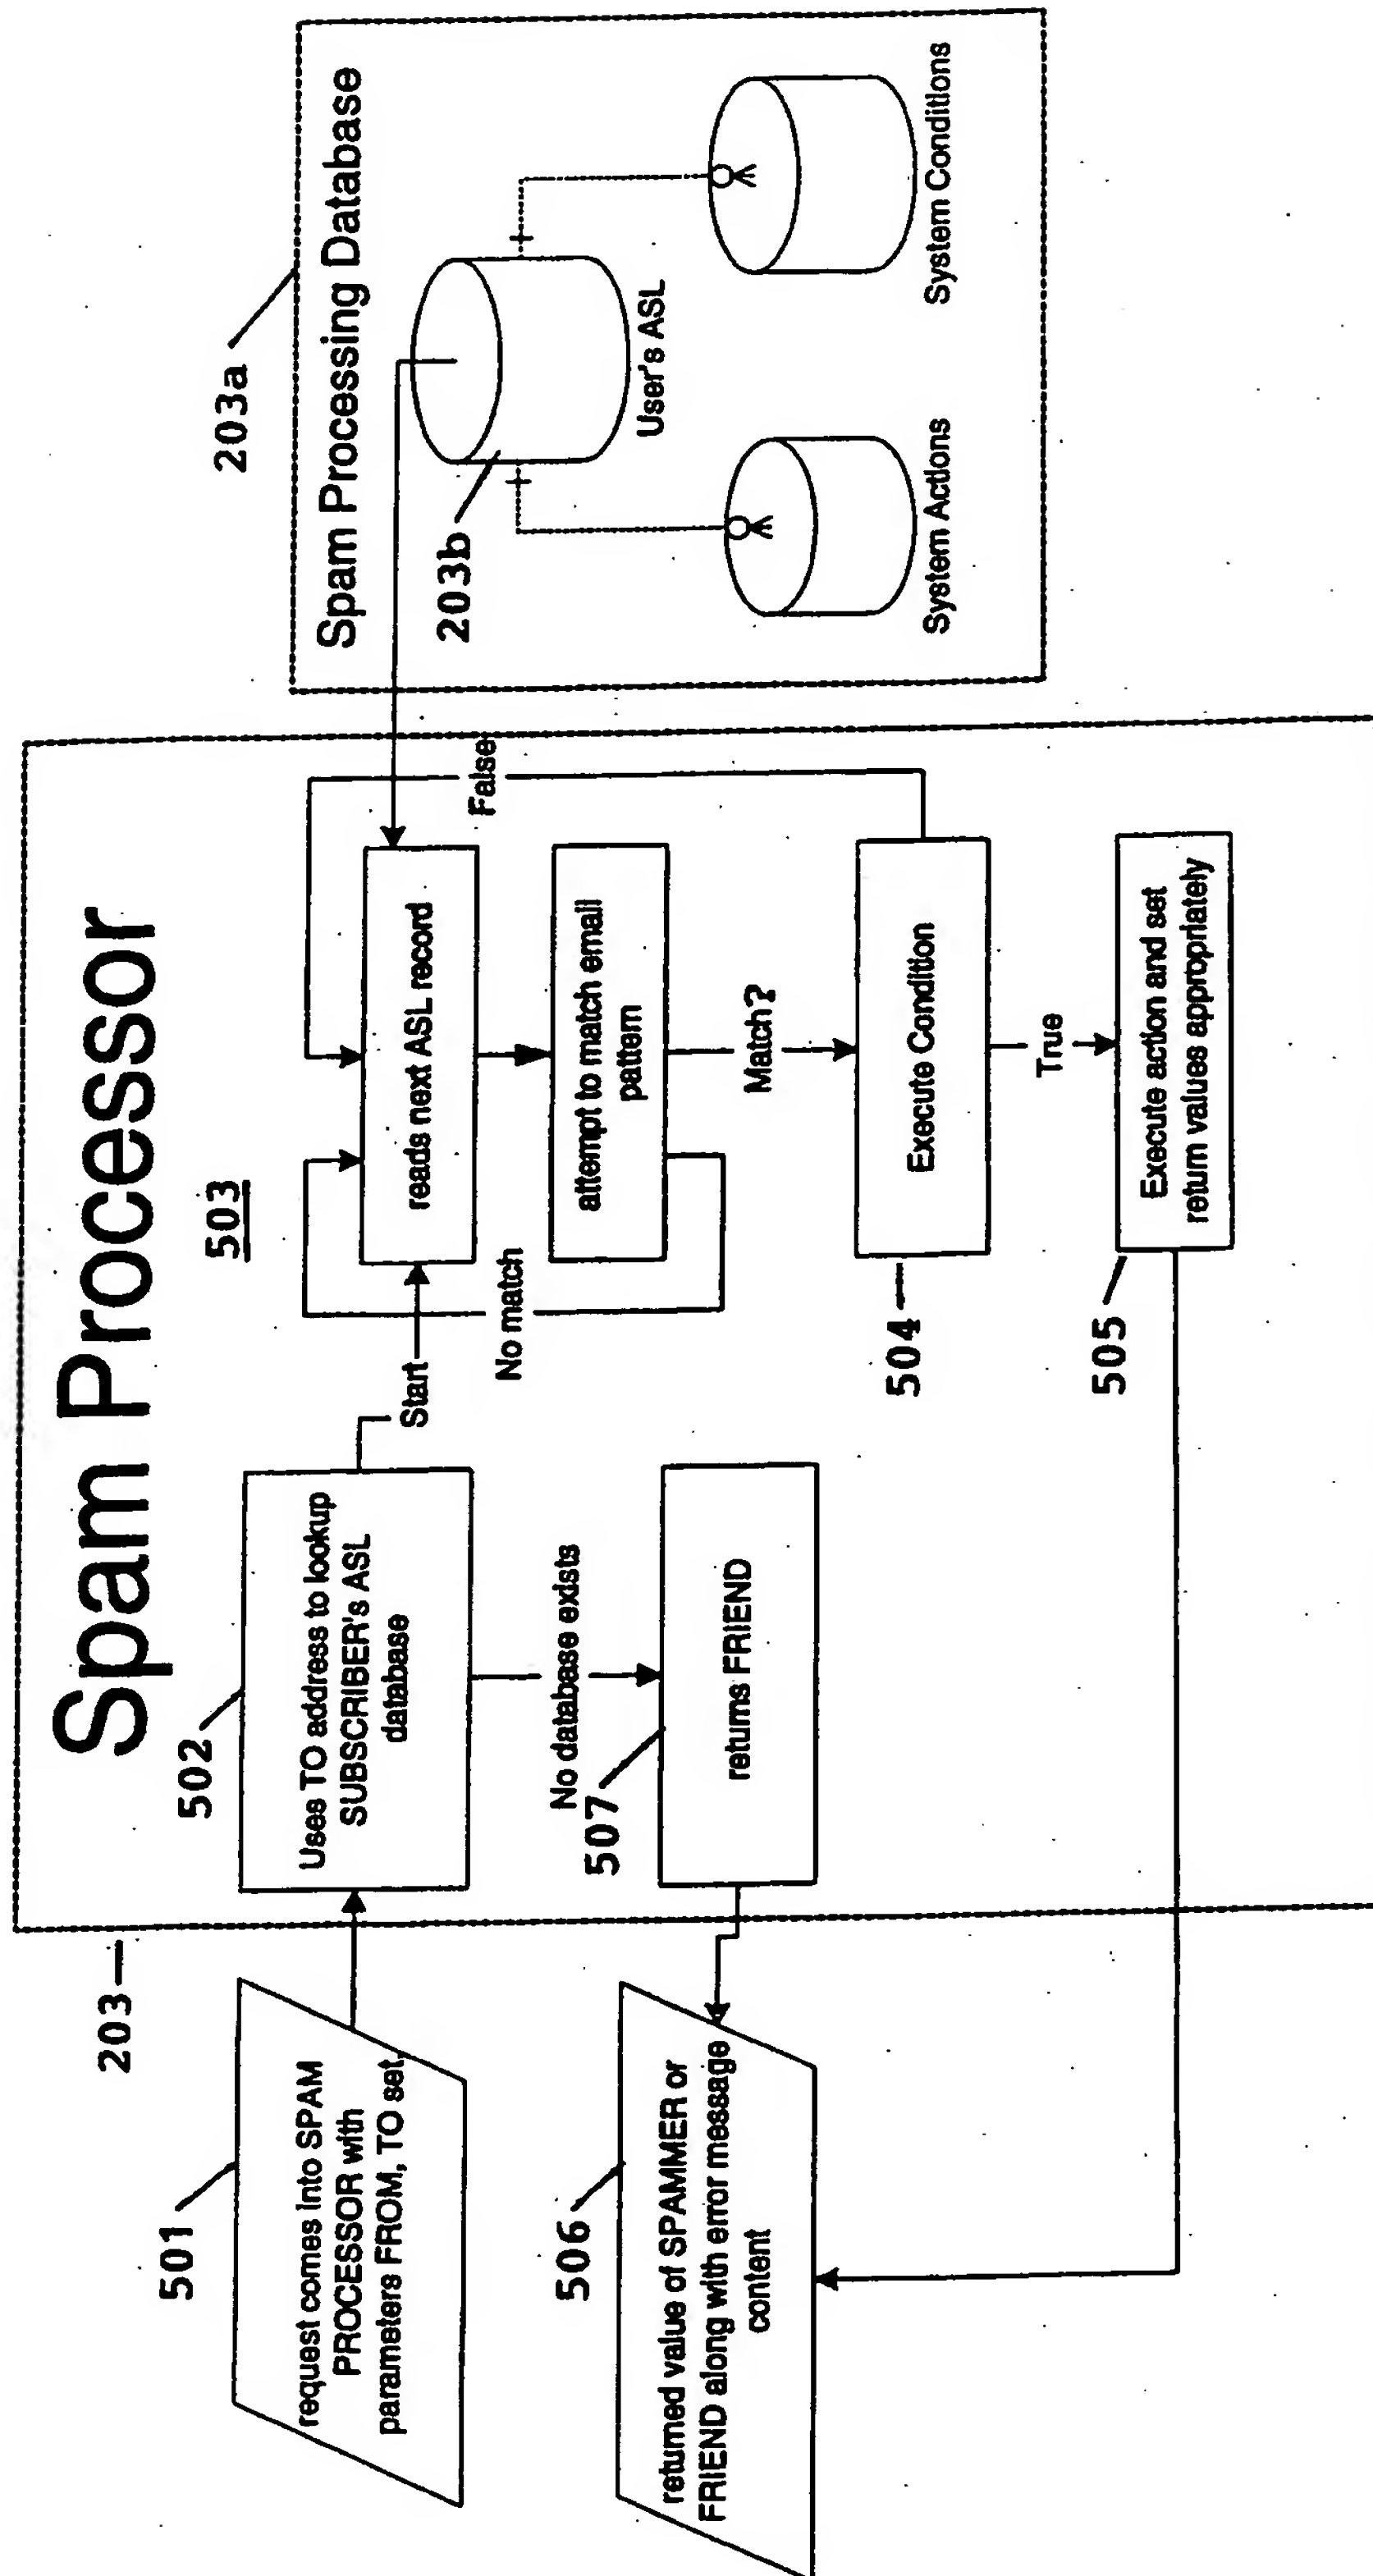 Spam Processor
203
501
request comes into SPAM
PROCESSOR with
parameters FROM, TO set.
502
Uses TO address to lookup
SUBSCRIBER's ASL
database
Start
No database exists
507
returns FRIEND
506
returned value of SPAMMER or
FRIEND along with error message
content
503
reads next ASL record
No match
False
attempt to match email
pattern
Match?
504
Execute Condition
True
505
Execute action and set
return values appropriately
203a
Spam Processing Database
203b
User's ASL
System Actions
System Conditions